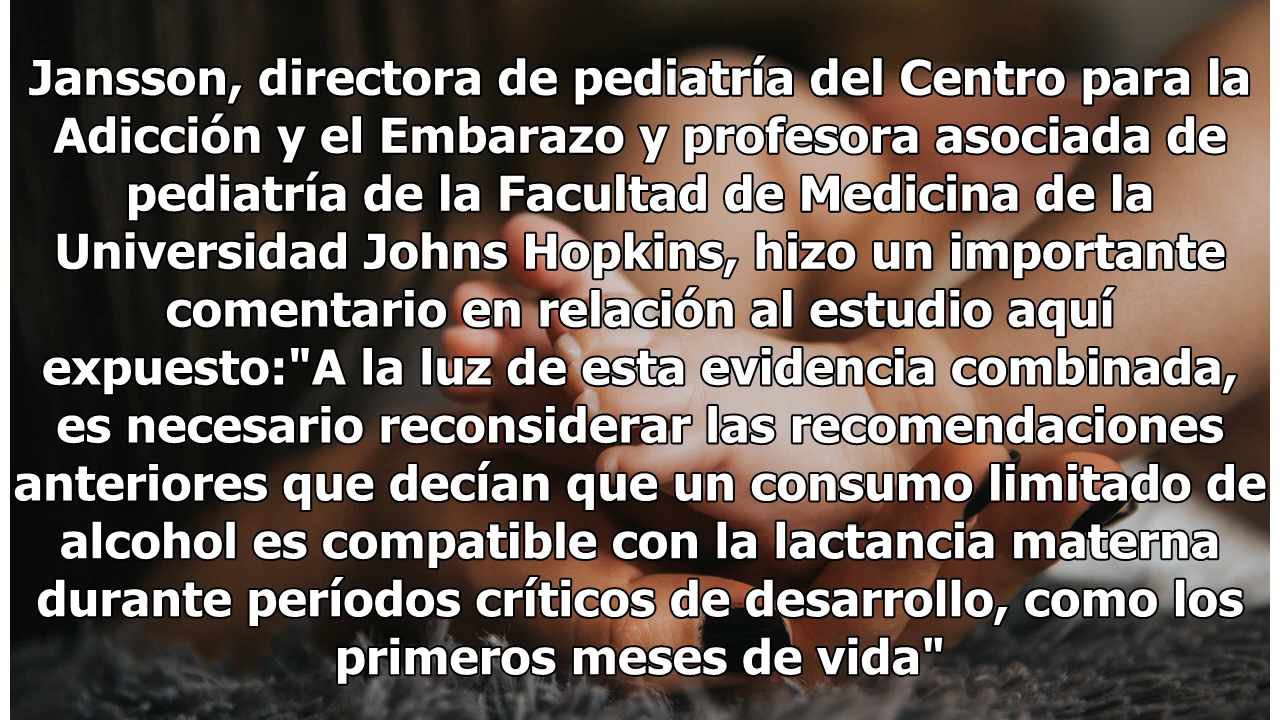 Jansson, directora de pediatría del Centro para la
Adicción y el Embarazo y profesora asociada de
pediatría de la Facultad de Medicina de la
Universidad Johns Hopkins, hizo un importante
comentario en relación al estudio aquí
expuesto:"A la luz de esta evidencia combinada,
es necesario reconsiderar las recomendaciones
anteriores que decían que un consumo limitado de
alcohol es compatible con la lactancia materna
durante períodos críticos de desarrollo, como los
primeros meses de vida"